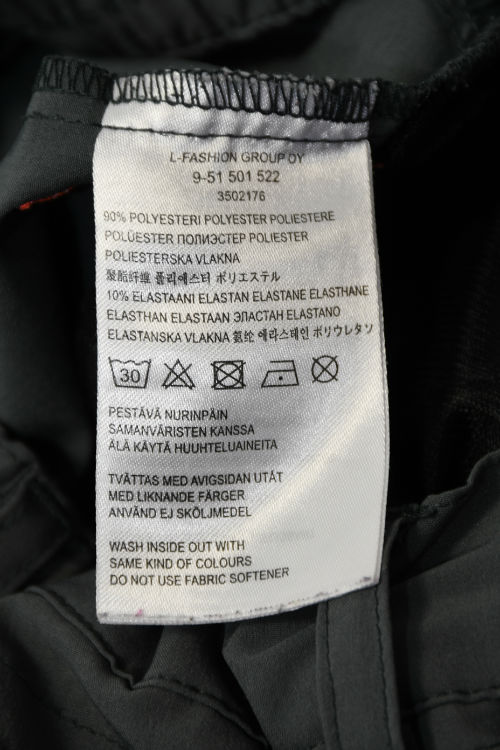 L-FASHION GROUP OY
9-51 501 522
3502176
90% POLYESTERI POLYESTER POLIESTERE
POLÜESTER ПОЛИЭСТЕР POLIESTER
POLIESTERSKA VLAKNA
聚酯纤维 폴리에스터 ポリエステル
10% ELASTAANI ELASTAN ELASTANE ELASTHANE
ELASTHAN ELASTAAN ЭЛАСТАН ELASTANO
ELASTANSKA VLAKNA 氨纶 에라스테인 ポリウレタン
30
PESTÄVÄ NURINPÄIN
SAMANVÄRISTEN KANSSA
ÄLÄ KÄYTÄ HUUHTELUAINEITA
TVÄTTAS MED AVIGSIDAN UTÅT
MED LIKNANDE FÄRGER
ANVÄND EJ SKÖLJMEDEL
WASH INSIDE OUT WITH
SAME KIND OF COLOURS
DO NOT USE FABRIC SOFTENER